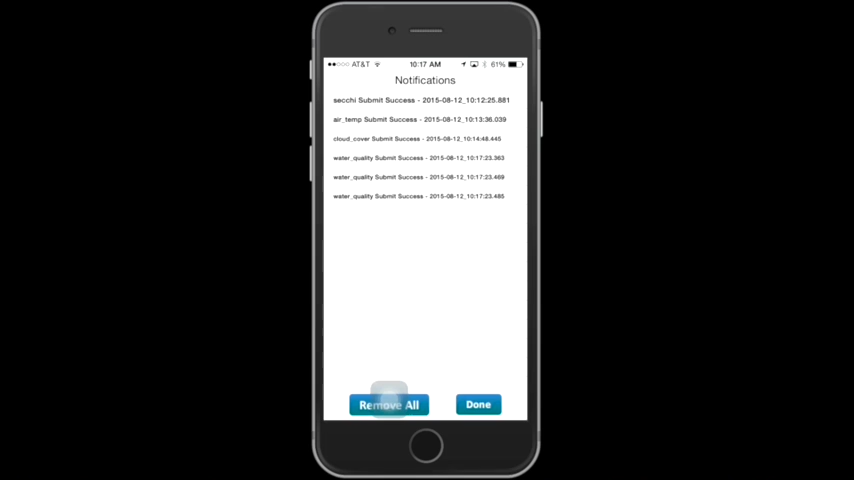 AT&T 10:17 AM 61%
Notifications
secchi Submit Success - 2015-08-12_10:12:25.881
air_temp Submit Success - 2015-08-12_10:13:36.039
cloud_cover Submit Success - 2015-08-12_10:14:48.445
water_quality Submit Success - 2015-08-12_10:17:23.363
water_quality Submit Success - 2015-08-12_10:17:23.469
water_quality Submit Success - 2015-08-12_10:17:23.485
Remove All Done